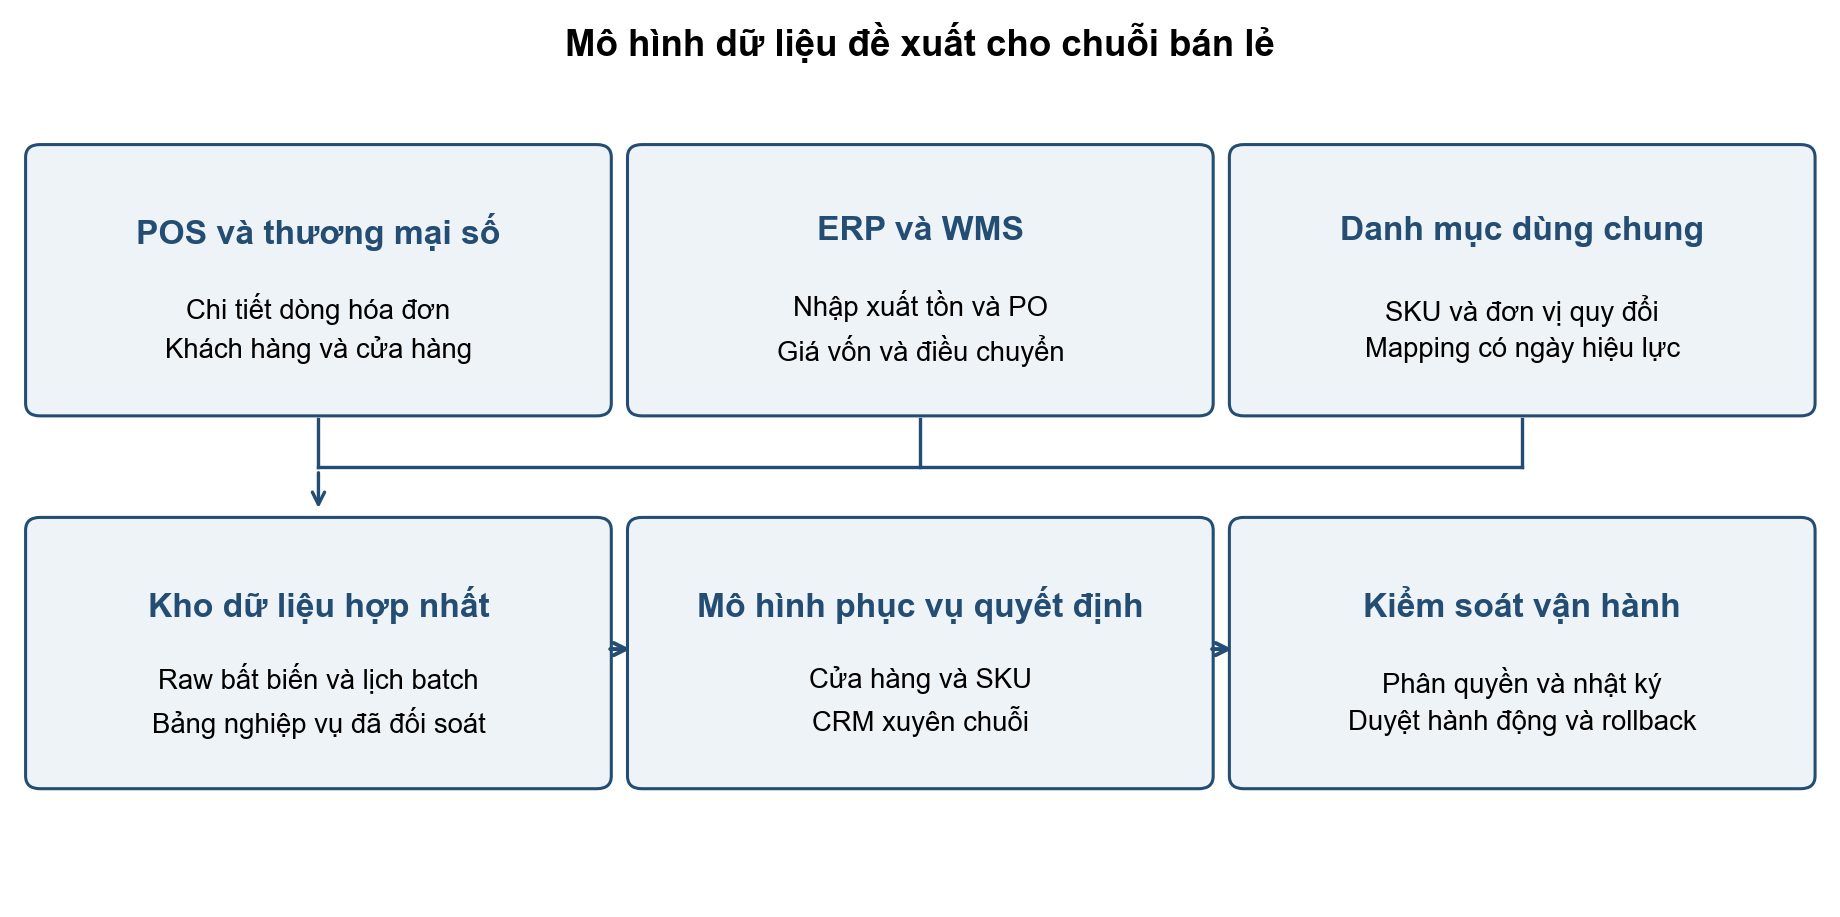 Mô hình dữ liệu đề xuất cho chuỗi bán lẻ
POS và thương mại số
Chi tiết dòng hóa đơn
Khách hàng và cửa hàng
ERP và WMS
Nhập xuất tồn và PO
Giá vốn và điều chuyển
Danh mục dùng chung
SKU và đơn vị quy đổi
Mapping có ngày hiệu lực
Kho dữ liệu hợp nhất
Raw bất biến và lịch batch
Bảng nghiệp vụ đã đối soát
Mô hình phục vụ quyết định
Cửa hàng và SKU
CRM xuyên chuỗi
Kiểm soát vận hành
Phân quyền và nhật ký
Duyệt hành động và rollback